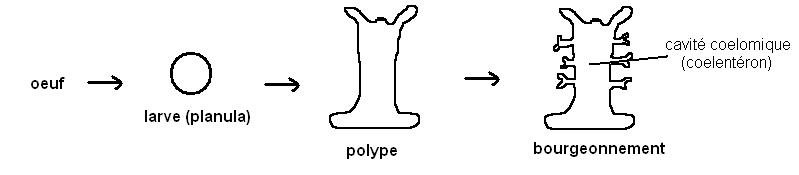 oeuf
larve (planula)
polype
bourgeonnement
cavité coelomique
(coelentéron)